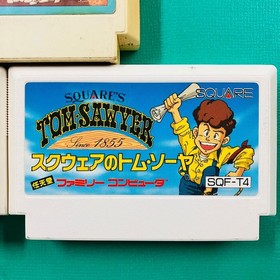 SQUARE'S
TOM SAWYER
Since 1855
SQUARE
スクウェアのトム・ソーヤ
任天堂 ファミリー コンピュータ
SQF-T4